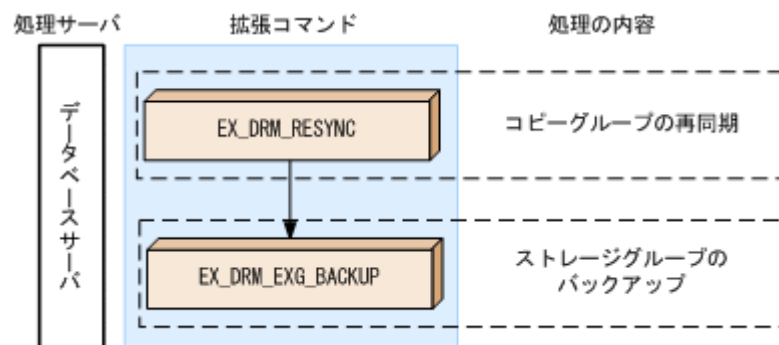 処理サーバ 拡張コマンド 処理の内容
データベースサーバ
EX_DRM_RESYNC
コピーグループの再同期
EX_DRM_EXG_BACKUP
ストレージグループの
バックアップ